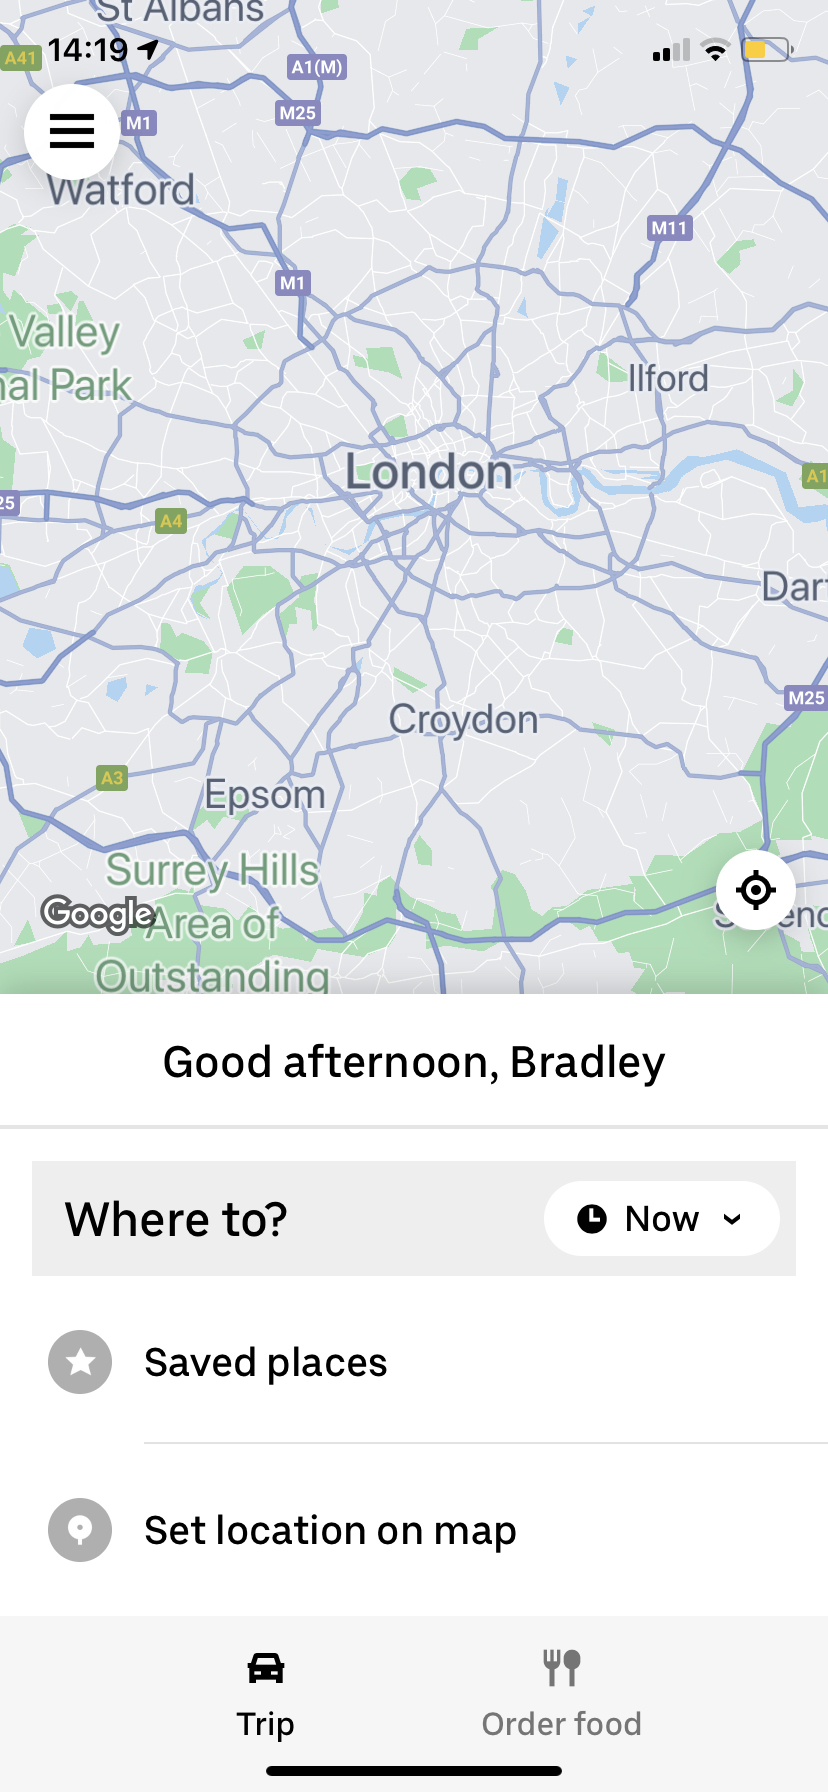 St Albans
A41
14:19
A1(M)
M25
M1
Watford
M11
M1
Valley
nal Park
Ilford
London
25
A4
A1
Dar
Croydon
M25
A3
Epsom
Surrey Hills
Google
Area of
Outstanding
Good afternoon, Bradley
Where to?
Now
Saved places
Set location on map
Trip
Order food